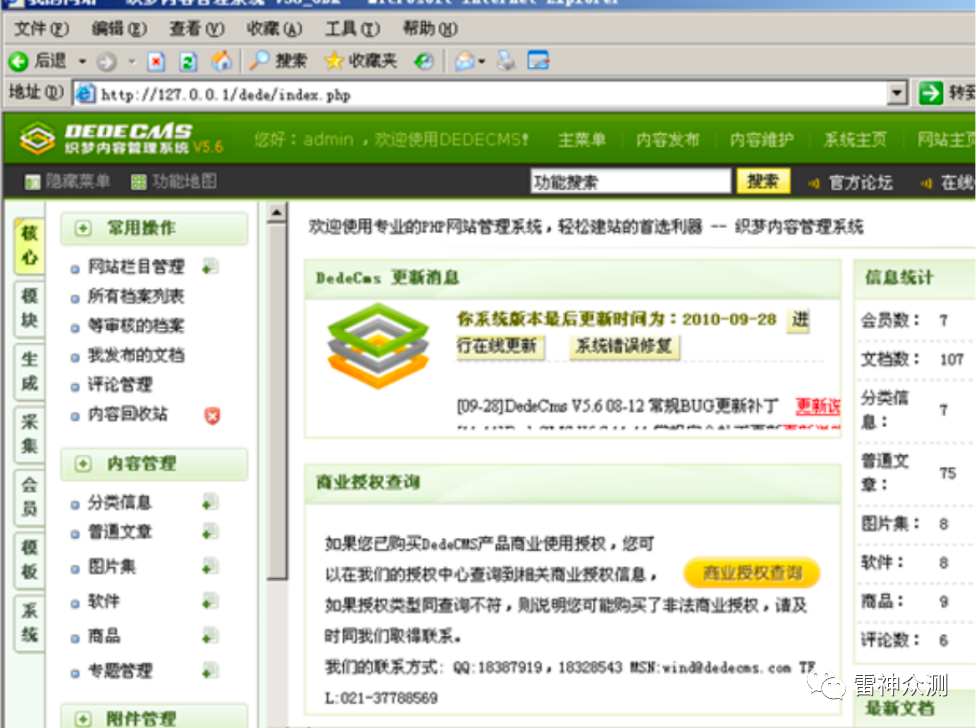 文件(F) 编辑(E) 查看(V) 收藏(A) 工具(T) 帮助(H)
后退 搜索 收藏夹
地址(D) http://127.0.0.1/dede/index.php 转到
DEDECMS
织梦内容管理系统 V5.6
您好：admin ，欢迎使用DEDECMS！ 主菜单 内容发布 内容维护 系统主页 网站主页
隐藏菜单 功能地图 功能搜索 搜索 官方论坛 在线
核心
模块
生成
采集
会员
模板
系统
常用操作
网站栏目管理
所有档案列表
等审核的档案
我发布的文档
评论管理
内容回收站
内容管理
分类信息
普通文章
图片集
软件
商品
专题管理
附件管理
欢迎使用专业的PHP网站管理系统，轻松建站的首选利器 -- 织梦内容管理系统
DedeCms 更新消息
你系统版本最后更新时间为：2010-09-28 进
行在线更新 系统错误修复
[09-28]DedeCms V5.6 08-12 常规BUG更新补丁 更新说
商业授权查询
如果您已购买DedeCMS产品商业使用授权，您可
以在我们的授权中心查询到相关商业授权信息，
商业授权查询
如果授权类型同查询不符，则说明您可能购买了非法商业授权，请及
时同我们取得联系。
我们的联系方式: QQ:18387919，18328543 MSN:wind@dedecms.com TE
L:021-37788569
信息统计
会员数： 7
文档数： 107
分类信
息： 7
普通文
章： 75
图片集： 8
软件： 8
商品： 9
评论数： 6
最新文档
雷神众测